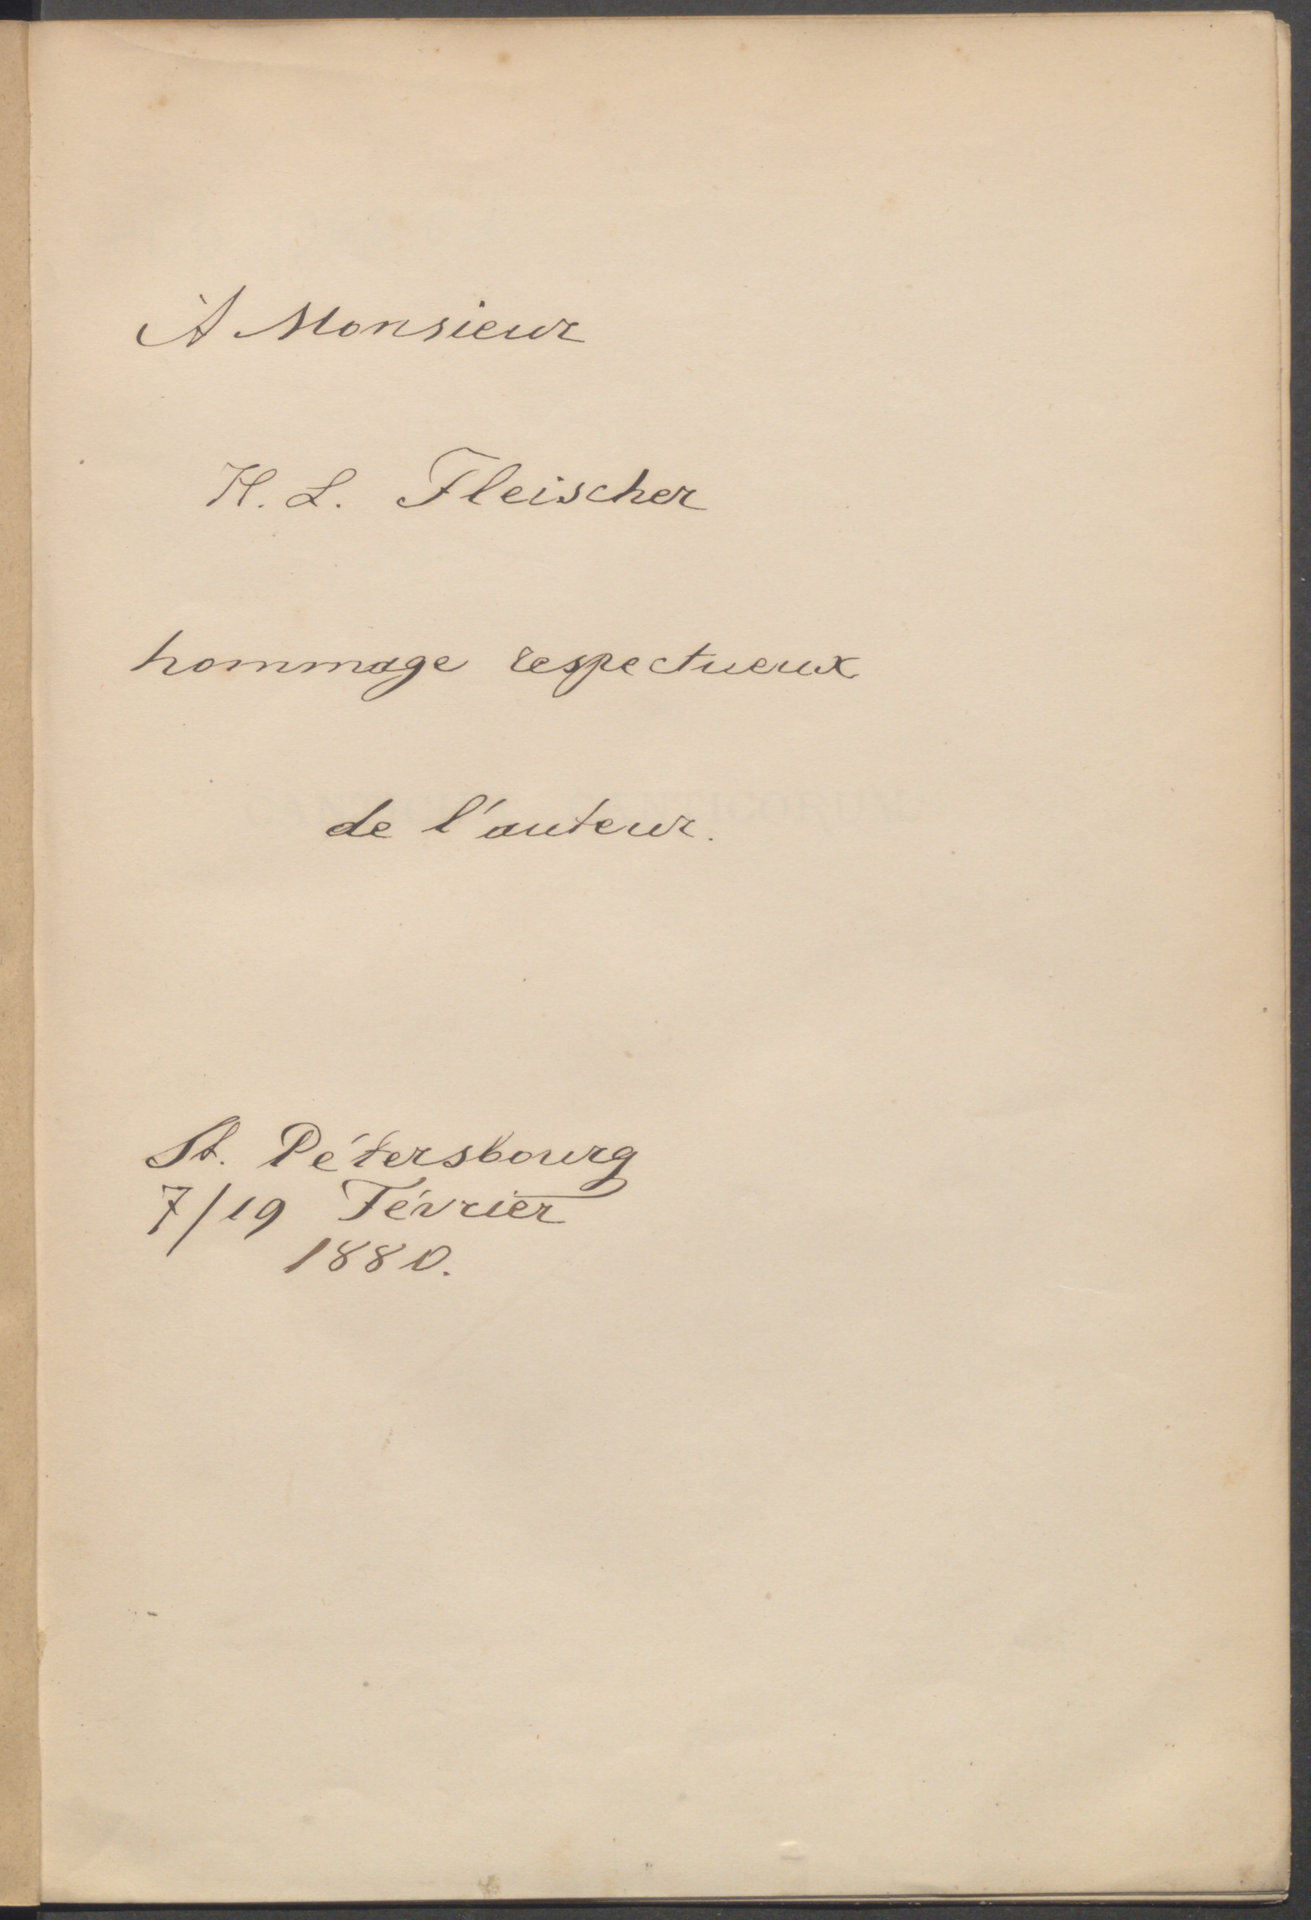 À Monsieur
H. L. Fleischer
hommage respectueux
de l'auteur.
St. Pétersbourg
7/19 Février
1880.